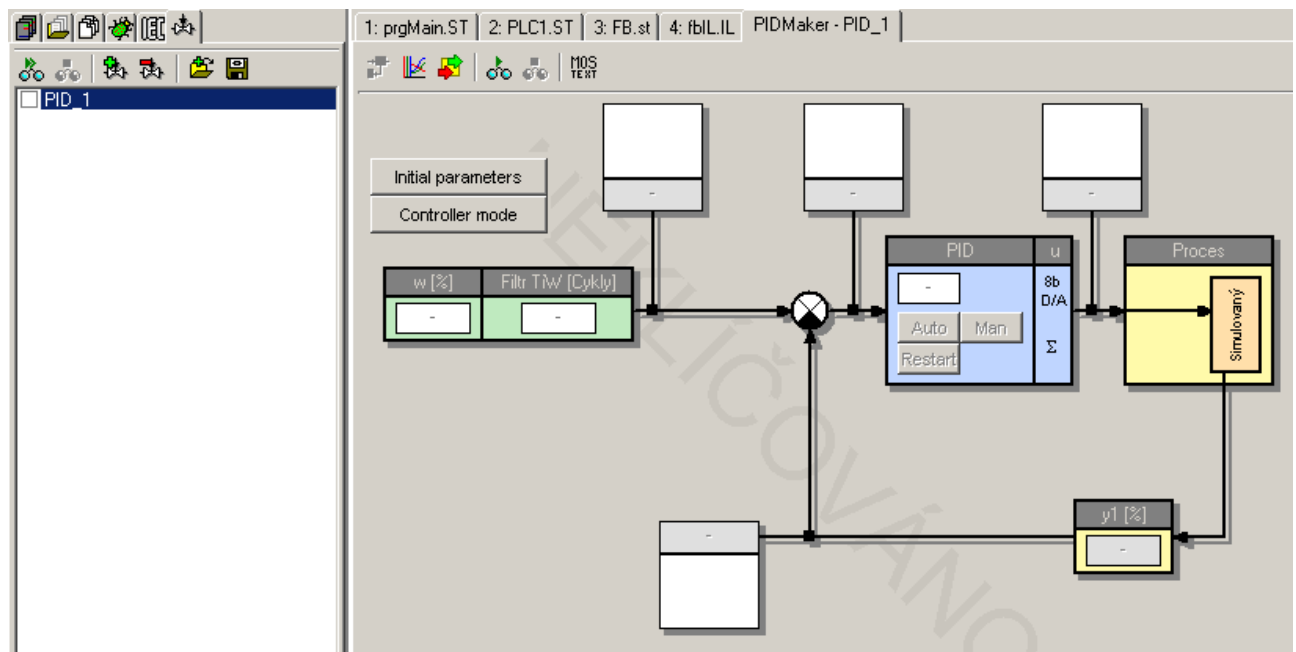 1: prgMain.ST
2: PLC1.ST
3: FB.st
4: fbIL.IL
PIDMaker - PID_1
MOS
TEXT
PID_1
Initial parameters
Controller mode
-
-
-
w [%]
Filtr TiW [Cykly]
-
-
PID
u
-
8b
D/A
Auto
Man
Restart
Σ
Proces
Simulovaný
y1 [%]
-
-
NEKLÍČOVÁNO